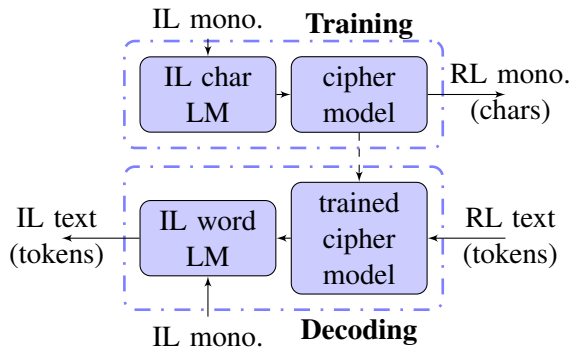 IL mono.
Training
IL char
LM
cipher
model
RL mono.
(chars)
IL text
(tokens)
IL word
LM
trained
cipher
model
RL text
(tokens)
IL mono.
Decoding